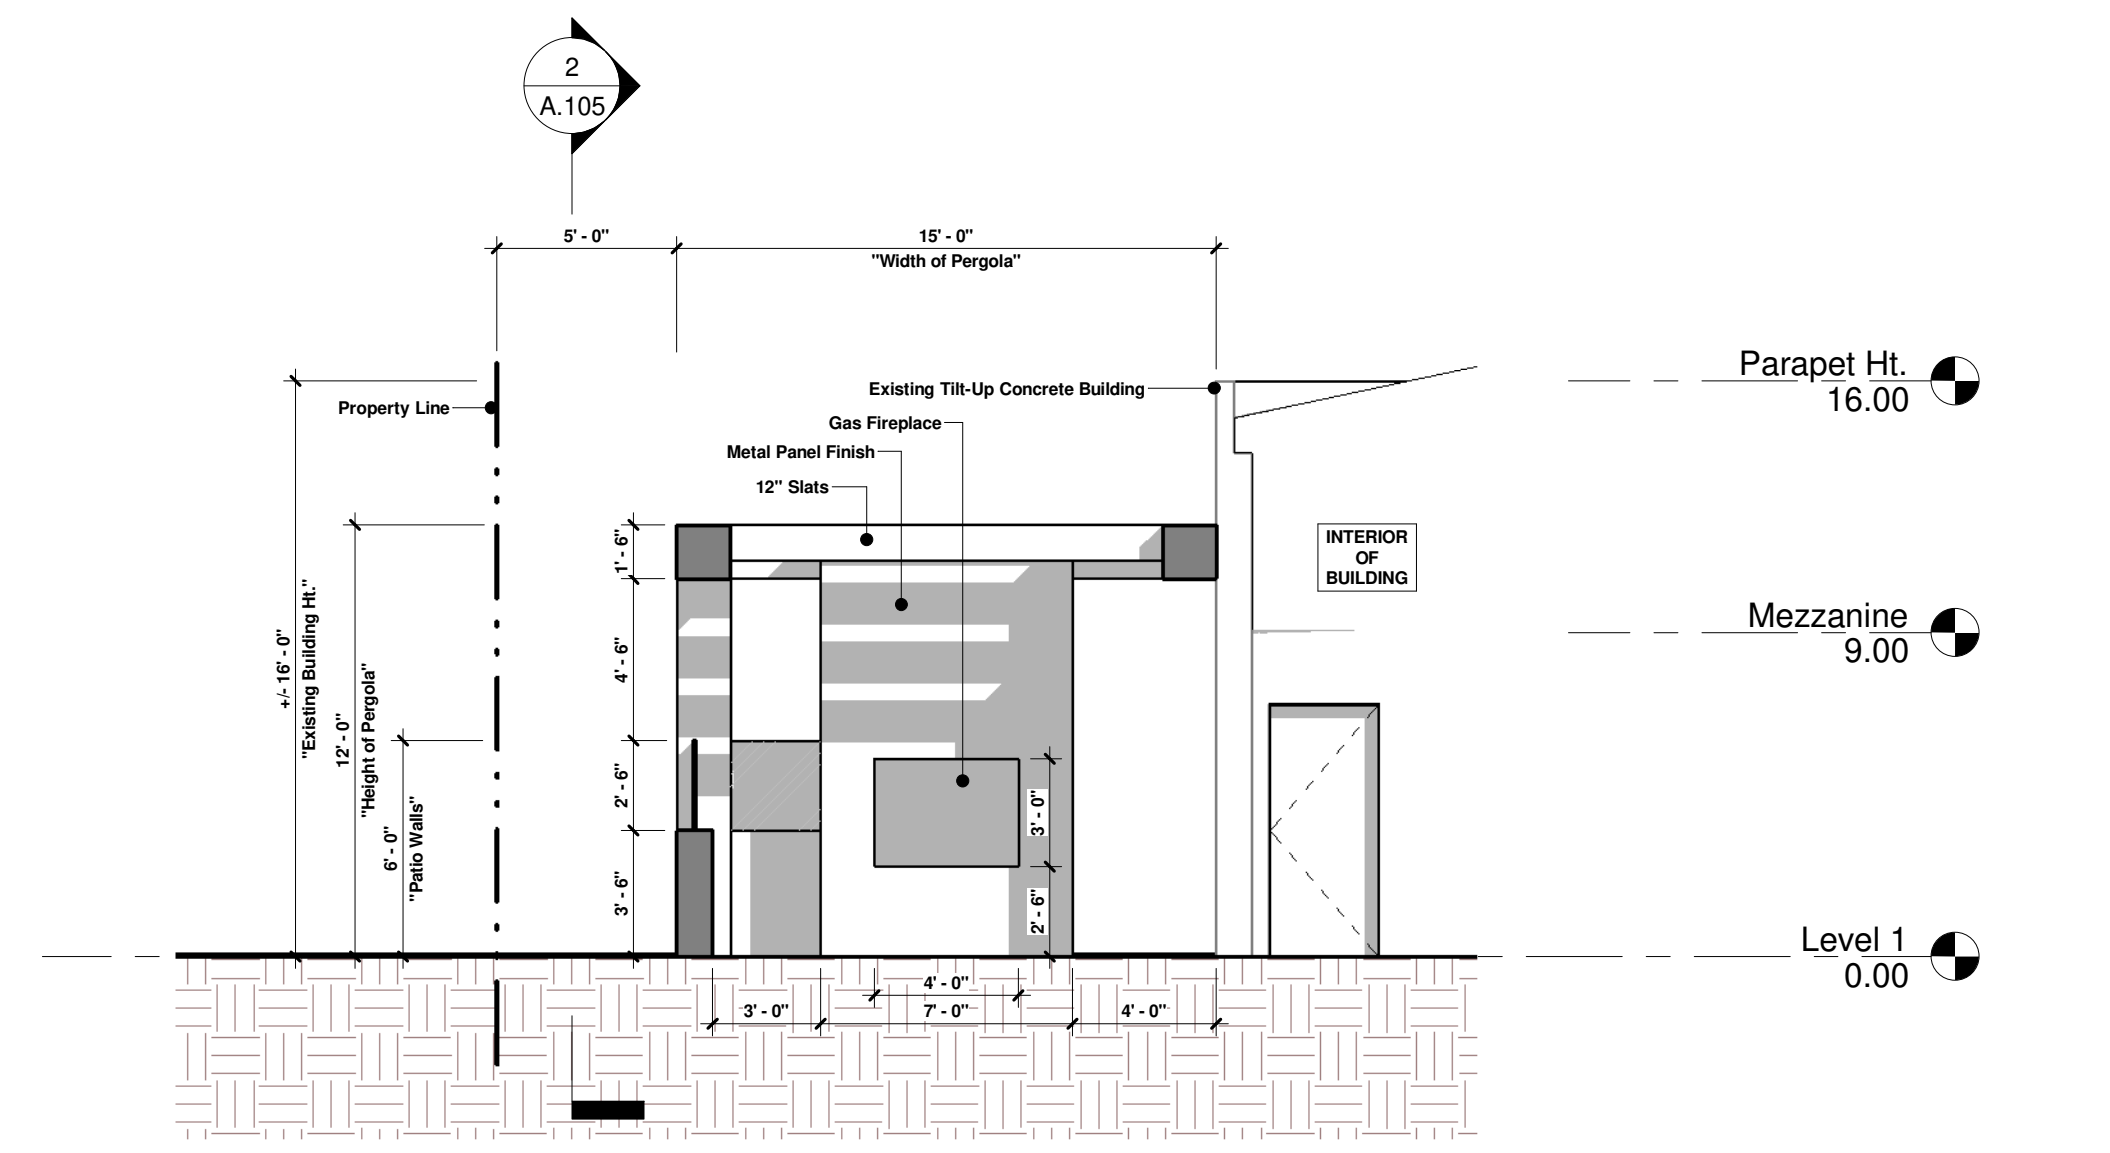 2
A.105
5' - 0"
15' - 0"
"Width of Pergola"
Parapet Ht.
16.00
Existing Tilt-Up Concrete Building
Property Line
Gas Fireplace
Metal Panel Finish
12" Slats
INTERIOR
OF
BUILDING
Mezzanine
9.00
+/- 16' - 0"
"Existing Building Ht."
12' - 0"
"Height of Pergola"
6' - 0"
"Patio Walls"
1' - 6"
4' - 6"
2' - 6"
3' - 6"
3' - 0"
2' - 6"
Level 1
0.00
4' - 0"
3' - 0"
7' - 0"
4' - 0"